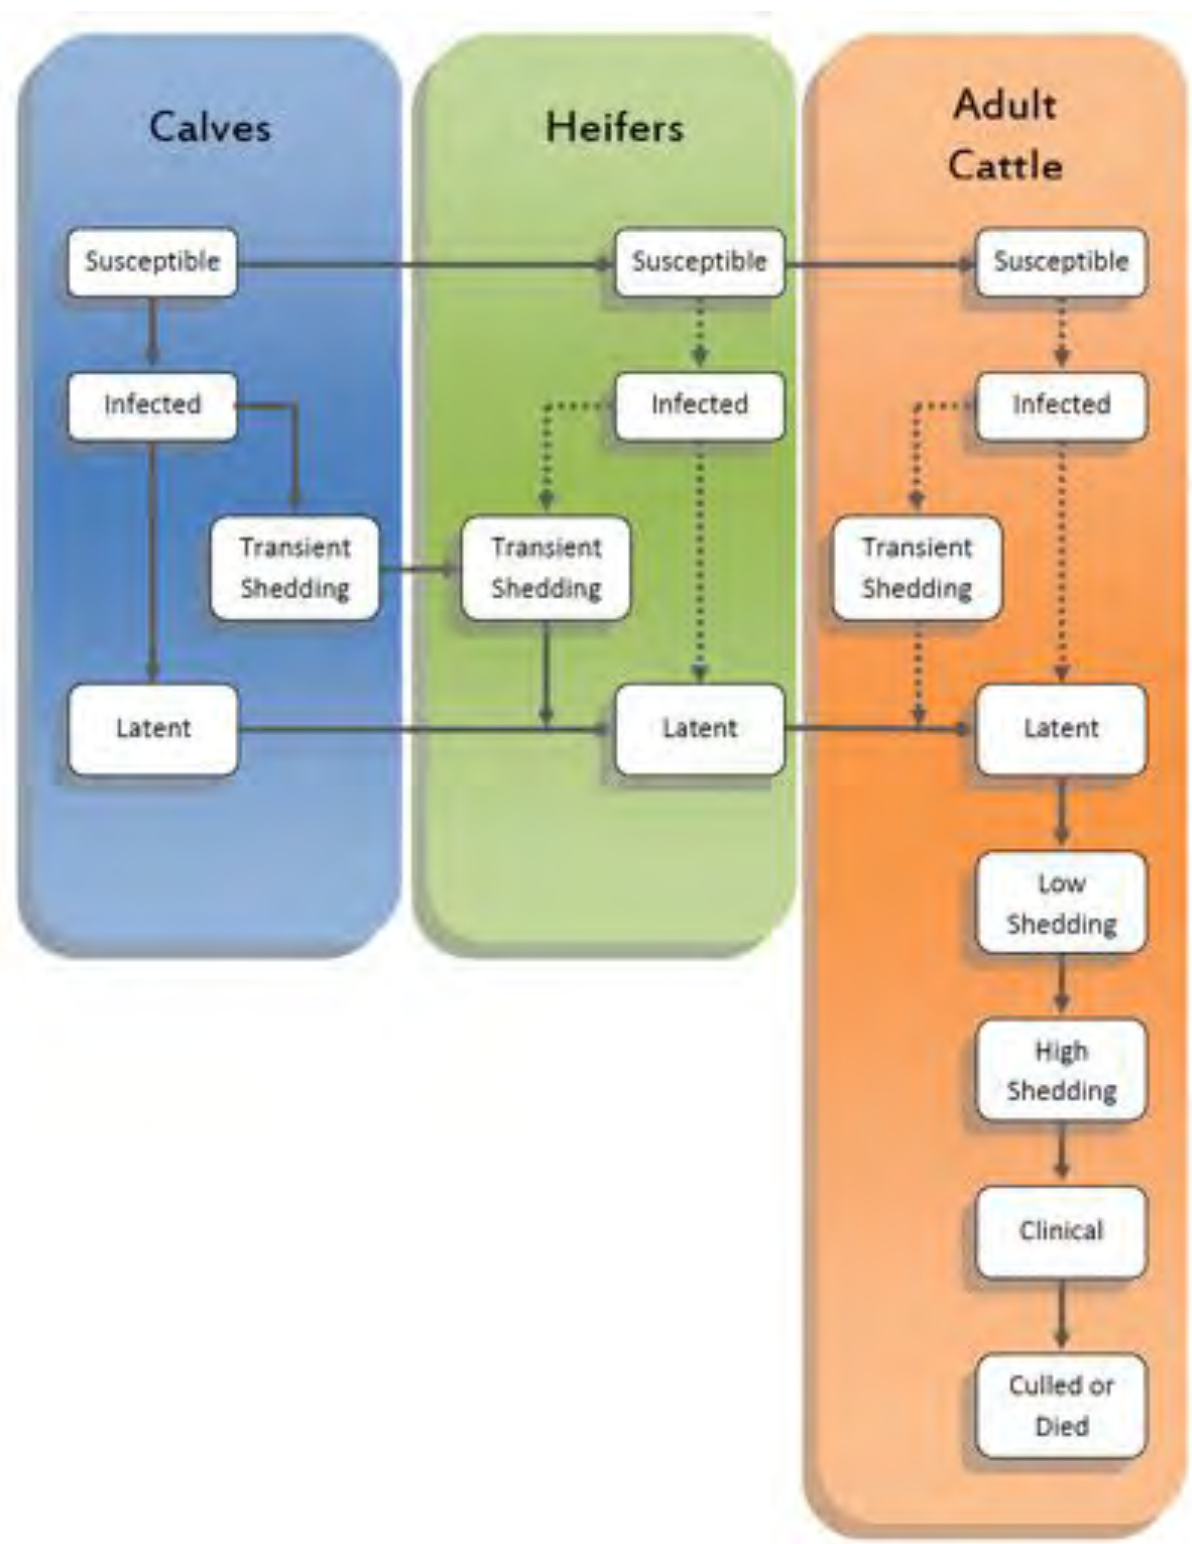 Calves
Susceptible
Infected
Transient
Shedding
Latent
Heifers
Susceptible
Infected
Transient
Shedding
Latent
Adult
Cattle
Susceptible
Infected
Transient
Shedding
Latent
Low
Shedding
High
Shedding
Clinical
Culled or
Died